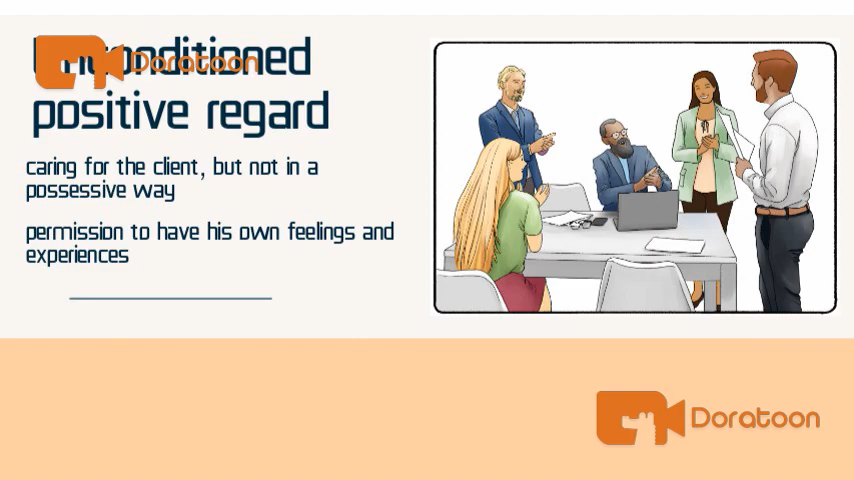 Unconditioned
Doratoon
positive regard
caring for the client, but not in a
possessive way
permission to have his own feelings and
experiences
Doratoon